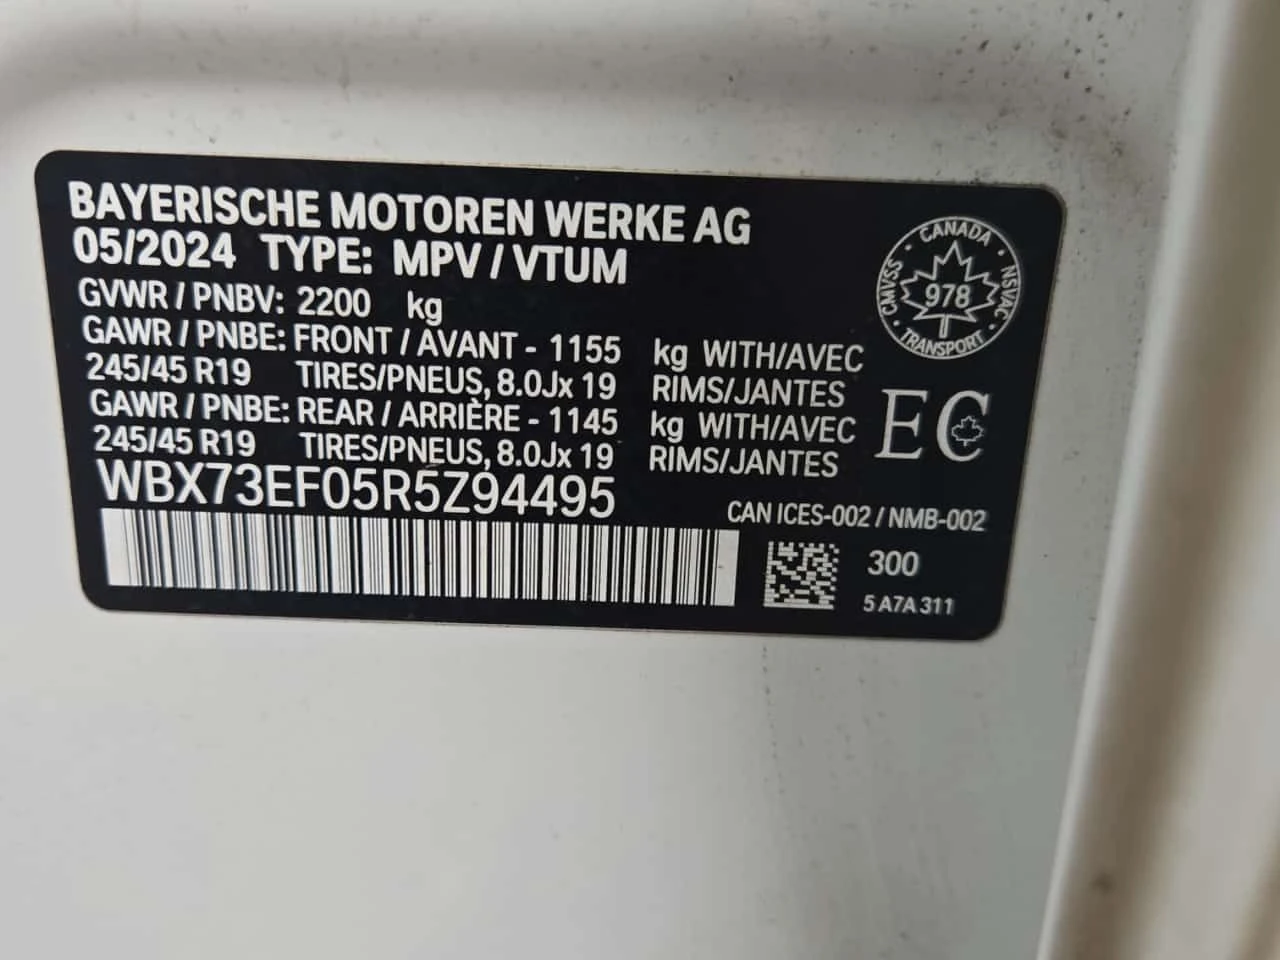 BAYERISCHE MOTOREN WERKE AG
05/2024 TYPE: MPV / VTUM
GVWR / PNBV: 2200 kg
GAWR / PNBE: FRONT / AVANT - 1155 kg WITH/AVEC
245/45 R19 TIRES/PNEUS, 8.0Jx 19 RIMS/JANTES
GAWR / PNBE: REAR / ARRIÈRE - 1145 kg WITH/AVEC
245/45 R19 TIRES/PNEUS, 8.0Jx 19 RIMS/JANTES
WBX73EF05R5Z94495
CANADA
CMVSS
978
NSVAC
TRANSPORT
EC
CAN ICES-002 / NMB-002
300
5 A7A 311